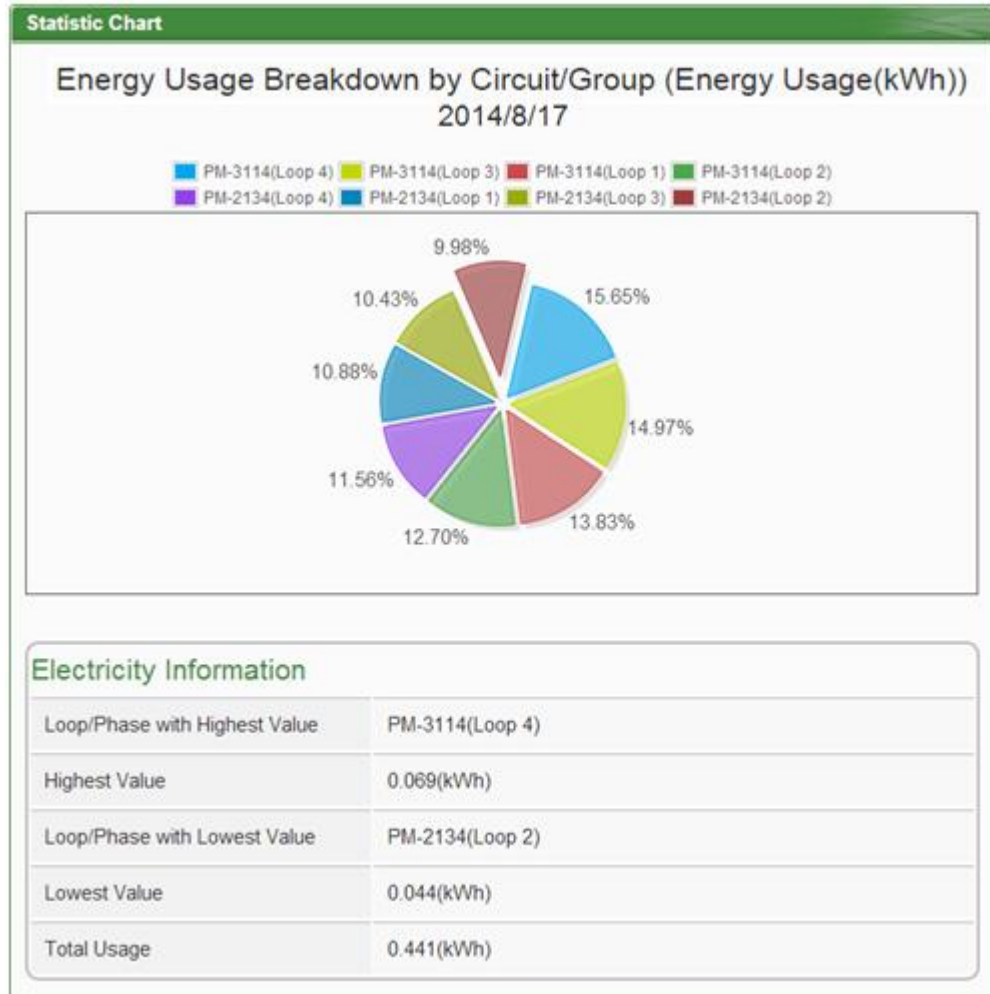 Statistic Chart
Energy Usage Breakdown by Circuit/Group (Energy Usage(kWh))
2014/8/17
PM-3114(Loop 4) PM-3114(Loop 3) PM-3114(Loop 1) PM-3114(Loop 2)
PM-2134(Loop 4) PM-2134(Loop 1) PM-2134(Loop 3) PM-2134(Loop 2)
9.98%
15.65%
10.43%
10.88%
14.97%
11.56%
13.83%
12.70%
Electricity Information
Loop/Phase with Highest Value PM-3114(Loop 4)
Highest Value 0.069(kWh)
Loop/Phase with Lowest Value PM-2134(Loop 2)
Lowest Value 0.044(kWh)
Total Usage 0.441(kWh)